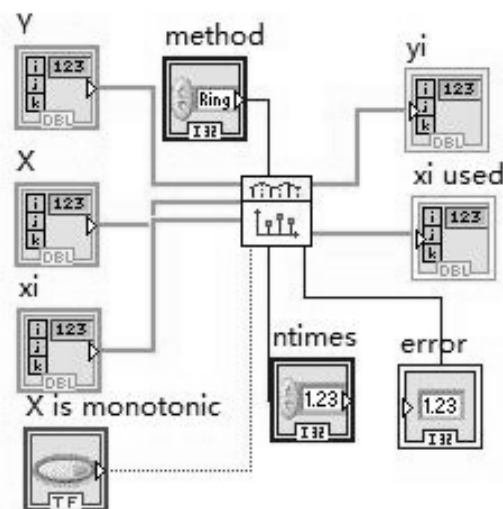 Y
method
yi
i
j
k
123
DBL
Ring
I32
i
j
k
123
DBL
X
xi used
i
j
k
123
DBL
i
j
k
123
DBL
xi
i
j
k
123
DBL
ntimes
error
1.23
I32
1.23
I32
X is monotonic
TF